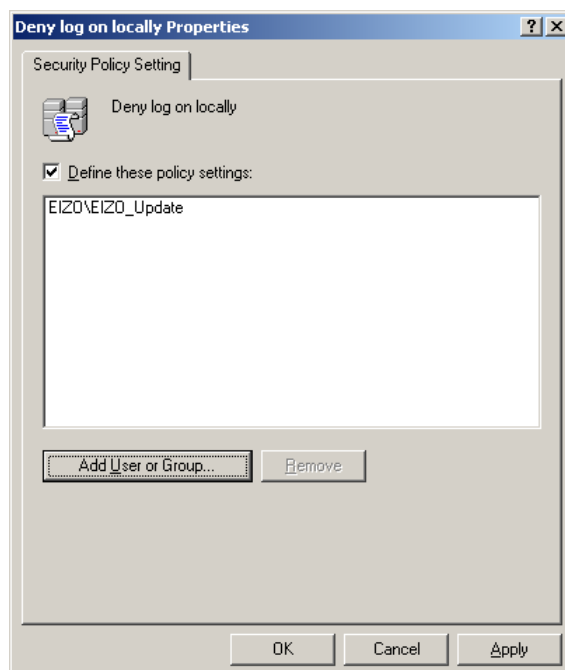 Deny log on locally Properties
Security Policy Setting
Deny log on locally
Define these policy settings:
EIZO\EIZO_Update
Add User or Group...
Remove
OK
Cancel
Apply